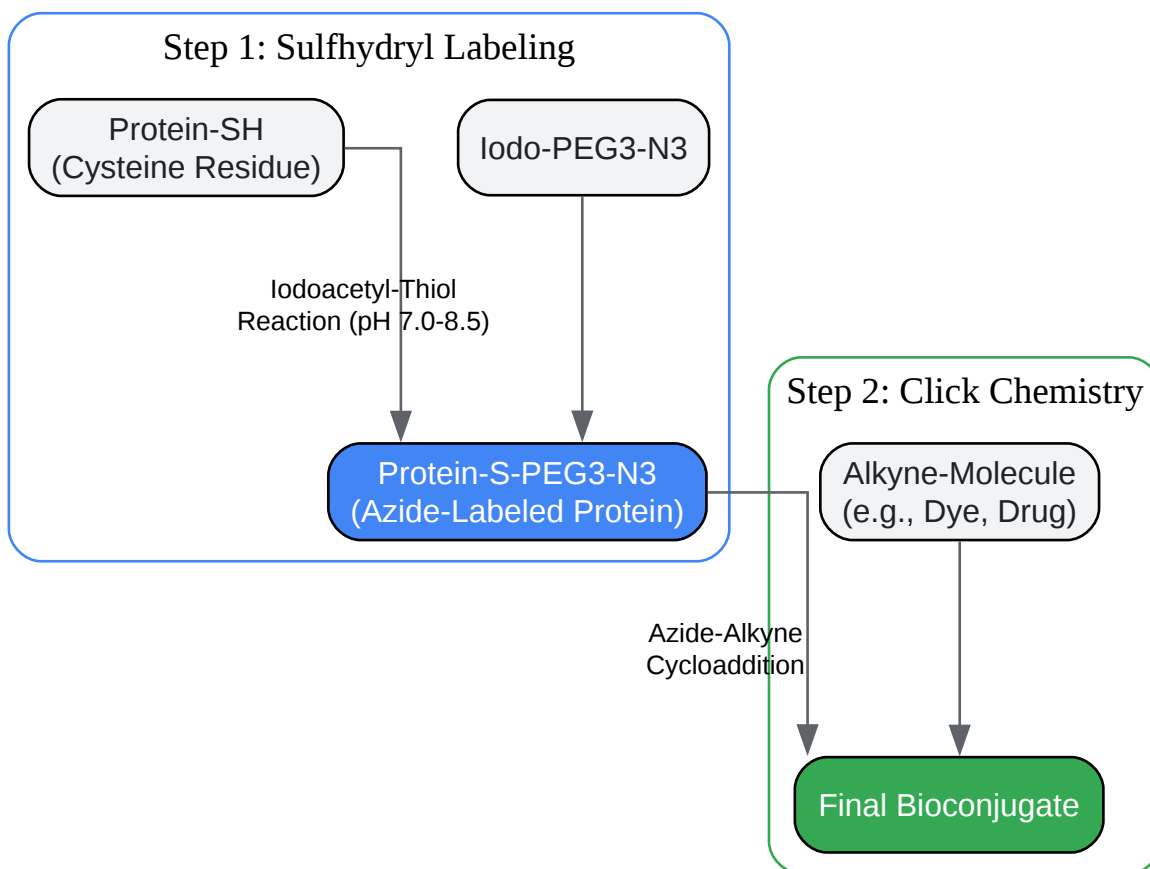 Step 1: Sulfhydryl Labeling
Protein-SH
(Cysteine Residue)
Iodo-PEG3-N3
Iodoacetyl-Thiol
Reaction (pH 7.0-8.5)
Protein-S-PEG3-N3
(Azide-Labeled Protein)
Step 2: Click Chemistry
Alkyne-Molecule
(e.g., Dye, Drug)
Azide-Alkyne
Cycloaddition
Final Bioconjugate